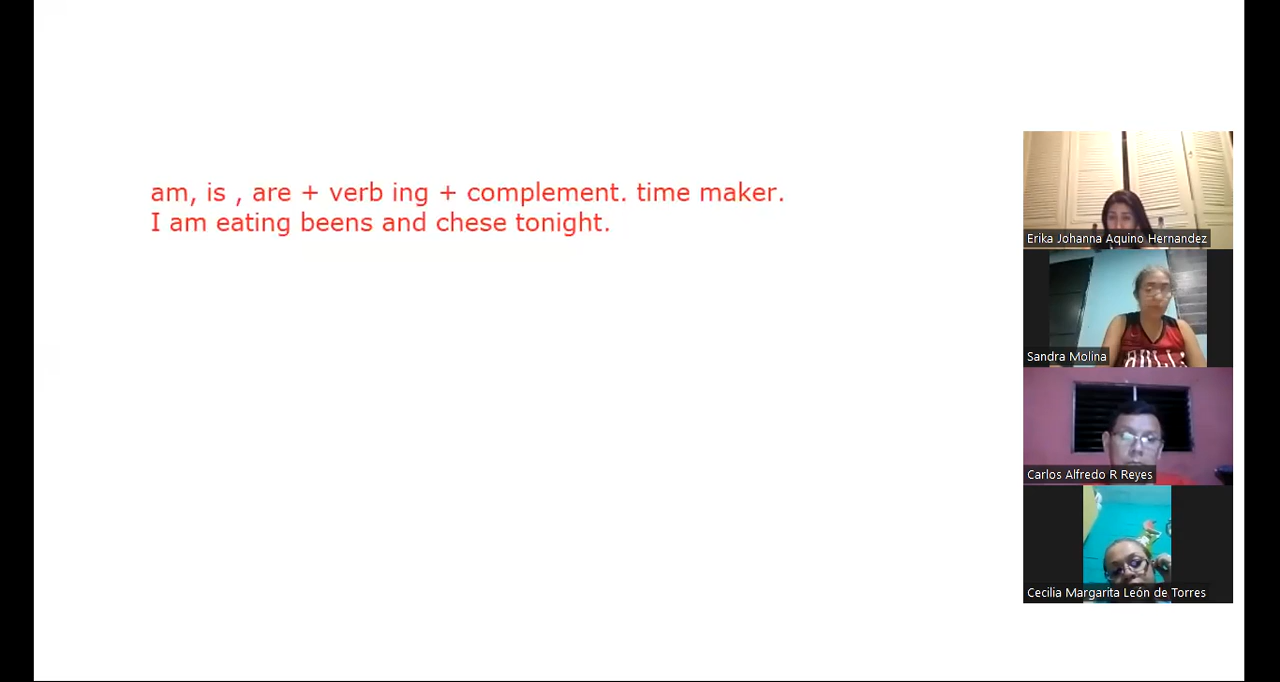 am, is , are + verb ing + complement. time maker.
I am eating beens and chese tonight.
Erika Johanna Aquino Hernandez
Sandra Molina
Carlos Alfredo R Reyes
Cecilia Margarita León de Torres